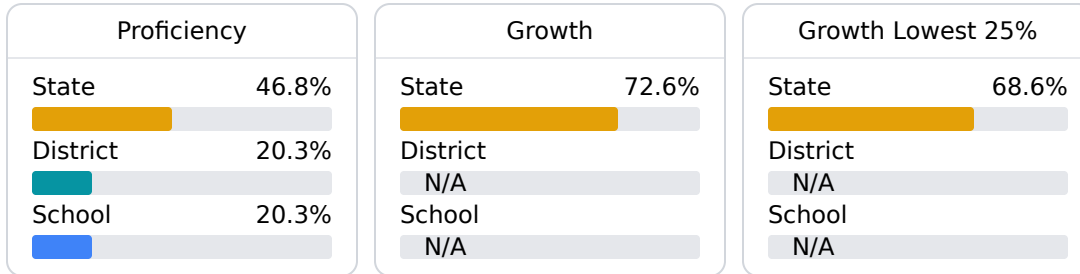 Proficiency
State 46.8%
District 20.3%
School 20.3%
Growth
State 72.6%
District
N/A
School
N/A
Growth Lowest 25%
State 68.6%
District
N/A
School
N/A